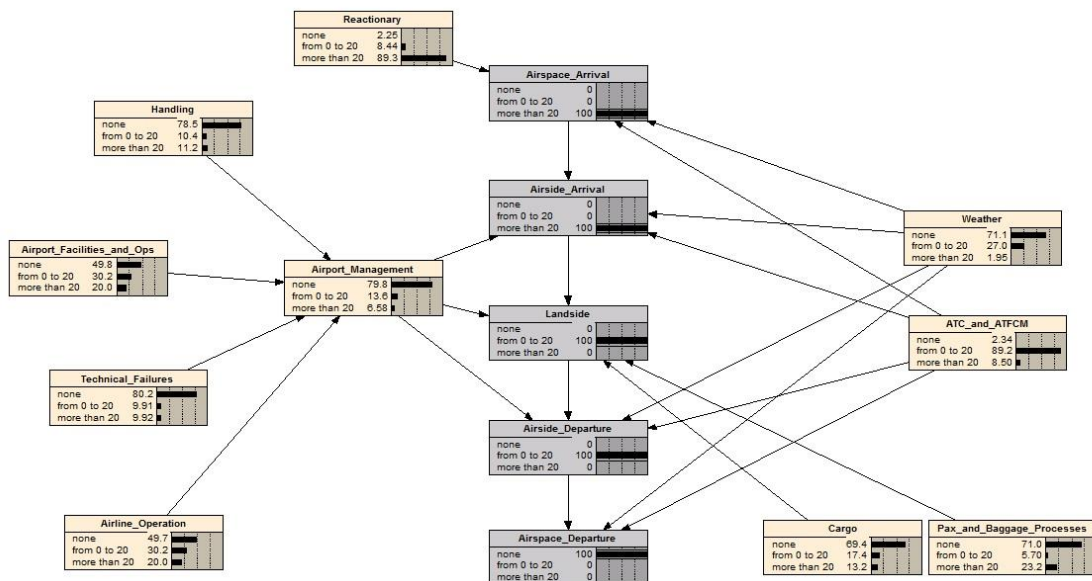 Reactionary
none 2.25
from 0 to 20 8.44
more than 20 89.3
Airspace_Arrival
none 0
from 0 to 20 0
more than 20 100
Handling
none 78.5
from 0 to 20 10.4
more than 20 11.2
Airside_Arrival
none 0
from 0 to 20 0
more than 20 100
Weather
none 71.1
from 0 to 20 27.0
more than 20 1.95
Airport_Facilities_and_Ops
none 49.8
from 0 to 20 30.2
more than 20 20.0
Airport_Management
none 79.8
from 0 to 20 13.6
more than 20 6.58
Landside
none 0
from 0 to 20 100
more than 20 0
ATC_and_ATFCM
none 2.34
from 0 to 20 89.2
more than 20 8.50
Technical_Failures
none 80.2
from 0 to 20 9.91
more than 20 9.92
Airside_Departure
none 0
from 0 to 20 100
more than 20 0
Airline_Operation
none 49.7
from 0 to 20 30.2
more than 20 20.0
Airspace_Departure
none 100
from 0 to 20 0
more than 20 0
Cargo
none 69.4
from 0 to 20 17.4
more than 20 13.2
Pax_and_Baggage_Processes
none 71.0
from 0 to 20 5.70
more than 20 23.2